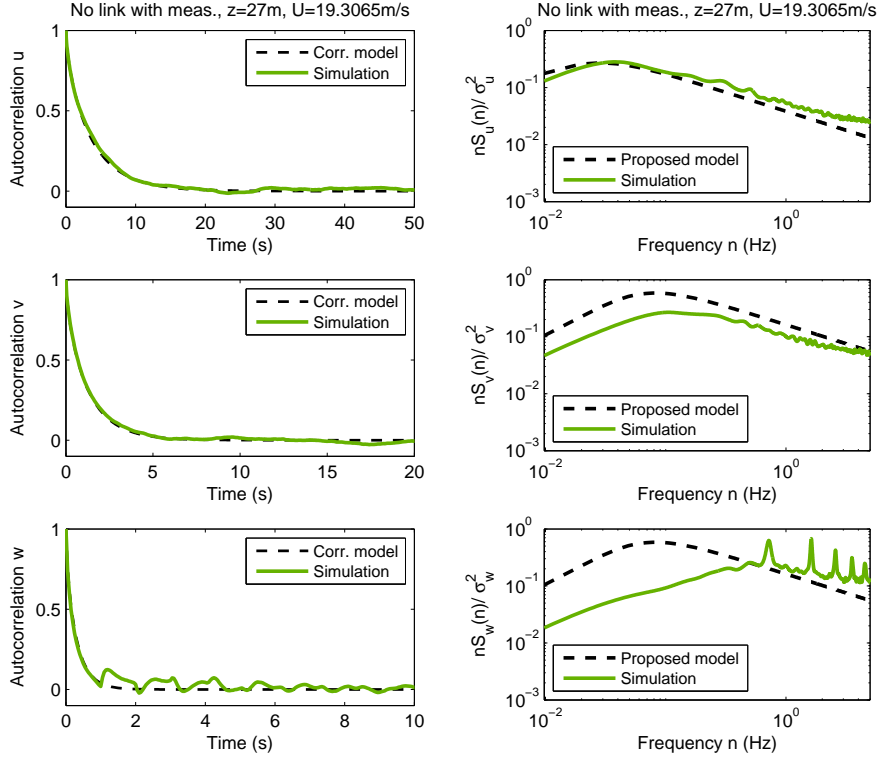 No link with meas., z=27m, U=19.3065m/s
Autocorrelation u
1
0.5
0
0 10 20 30 40 50
Time (s)
Corr. model
Simulation
No link with meas., z=27m, U=19.3065m/s
nS_u(n)/ σ_u^2
10^0
10^-1
10^-2
10^-3
10^-2 10^0
Frequency n (Hz)
Proposed model
Simulation
Autocorrelation v
1
0.5
0
0 5 10 15 20
Time (s)
Corr. model
Simulation
nS_v(n)/ σ_v^2
10^0
10^-1
10^-2
10^-3
10^-2 10^0
Frequency n (Hz)
Proposed model
Simulation
Autocorrelation w
1
0.5
0
0 2 4 6 8 10
Time (s)
Corr. model
Simulation
nS_w(n)/ σ_w^2
10^0
10^-1
10^-2
10^-3
10^-2 10^0
Frequency n (Hz)
Proposed model
Simulation